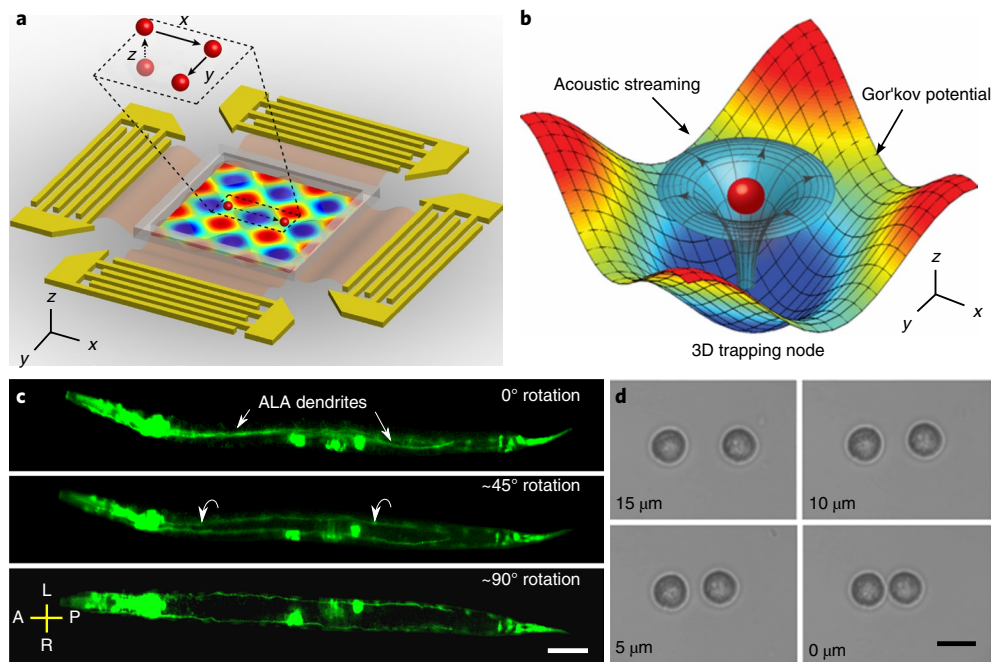 a
x
z
y
z
x
y
b
Acoustic streaming
Gor'kov potential
z
x
y
3D trapping node
c
ALA dendrites
0° rotation
~45° rotation
~90° rotation
L
A
P
R
d
15 μm
10 μm
5 μm
0 μm